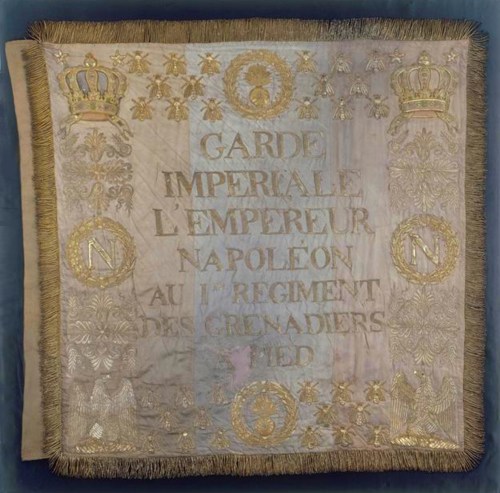 GARDE
IMPERIALE
L'EMPEREUR
N NAPOLÉON N
AU 1ER REGIMENT
DES GRENADIERS
PIED